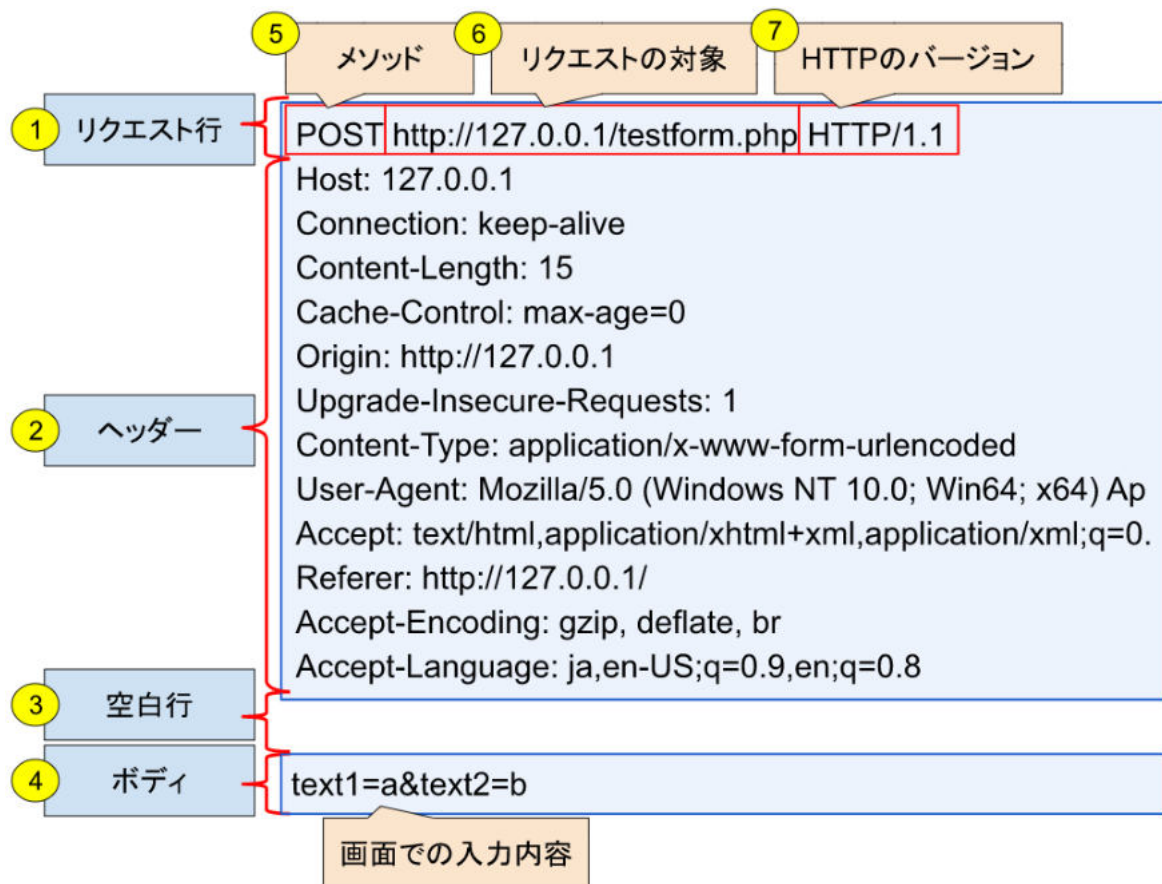 5 メソッド
6 リクエストの対象
7 HTTPのバージョン
1 リクエスト行
POST http://127.0.0.1/testform.php HTTP/1.1
Host: 127.0.0.1
Connection: keep-alive
Content-Length: 15
Cache-Control: max-age=0
Origin: http://127.0.0.1
Upgrade-Insecure-Requests: 1
2 ヘッダー
Content-Type: application/x-www-form-urlencoded
User-Agent: Mozilla/5.0 (Windows NT 10.0; Win64; x64) Ap
Accept: text/html,application/xhtml+xml,application/xml;q=0.
Referer: http://127.0.0.1/
Accept-Encoding: gzip, deflate, br
Accept-Language: ja,en-US;q=0.9,en;q=0.8
3 空白行
4 ボディ
text1=a&text2=b
画面での入力内容